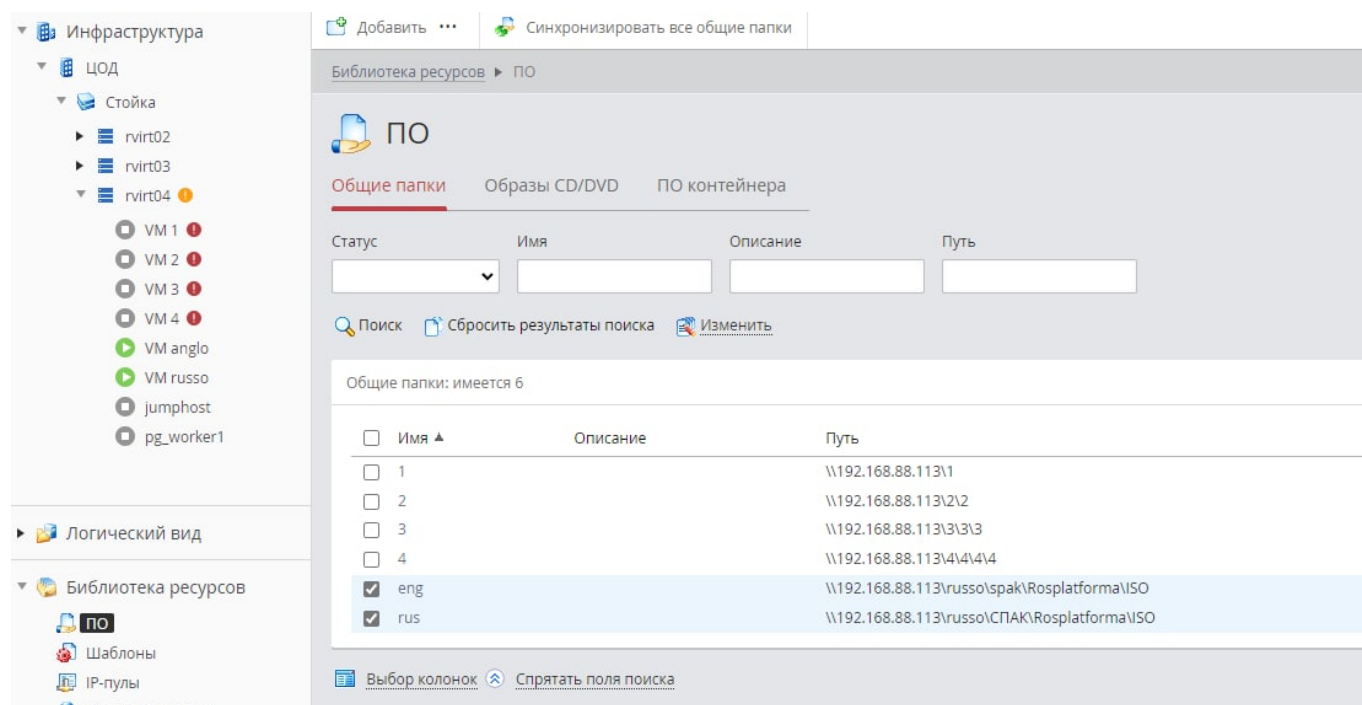 Инфраструктура
ЦОД
Стойка
rvirt02
rvirt03
rvirt04
VM 1
VM 2
VM 3
VM 4
VM anglo
VM russo
jumphost
pg_worker1
Логический вид
Библиотека ресурсов
ПО
Шаблоны
IP-пулы
Добавить ··· Синхронизировать все общие папки
Библиотека ресурсов ▸ ПО
ПО
Общие папки Образы CD/DVD ПО контейнера
Статус Имя Описание Путь
Поиск Сбросить результаты поиска Изменить
Общие папки: имеется 6
Имя Описание Путь
1 \\192.168.88.113\1
2 \\192.168.88.113\2\2
3 \\192.168.88.113\3\3\3
4 \\192.168.88.113\4\4\4\4
eng \\192.168.88.113\russo\spak\Rosplatforma\ISO
rus \\192.168.88.113\russo\СПАК\Rosplatforma\ISO
Выбор колонок Спрятать поля поиска